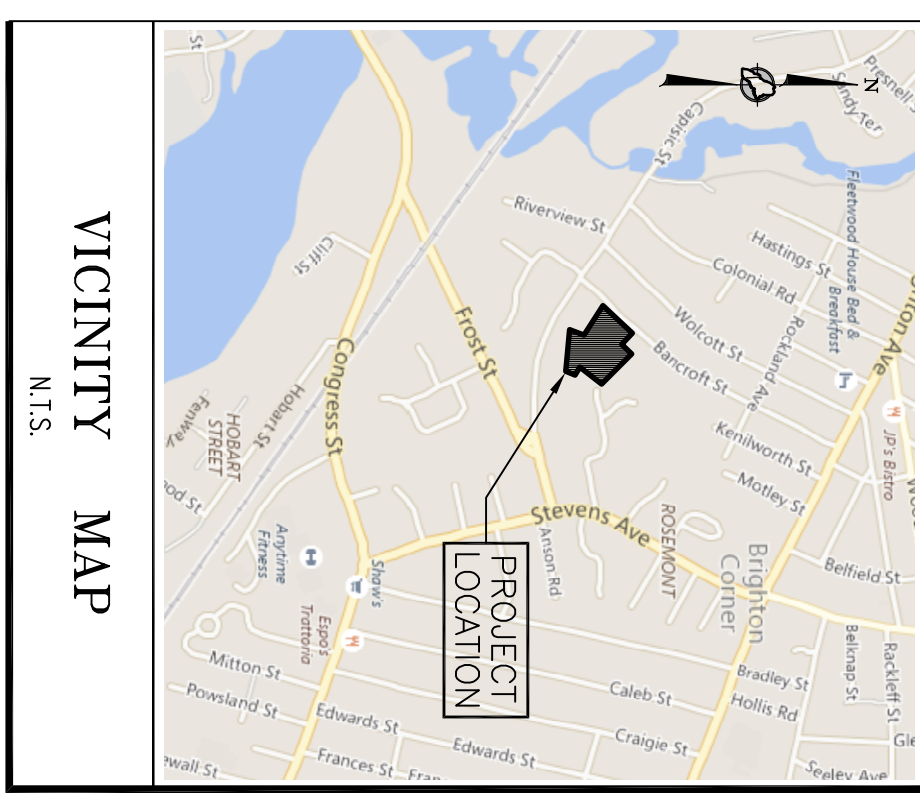 VICINITY MAP
N.T.S.
N
Presnell S
Sandy Ter
Capisic St
Fleetwood House Bed &
Breakfast
Riverview St
Hastings St
Colonial Rd
Rockland Ave
Wolcott St
Bancroft St
Kenilworth St
Motley St
JP's Bistro
Cliff St
Frost St
Congress St
Hobart St
HOBART
STREET
Stevens Ave
ROSEMONT
Brighton
Corner
Belfield St
Anson Rd
PROJECT
LOCATION
Anytime
Fitness
Shaw's
Espo's
Trattoria
Mitton St
Powsland St
Edwards St
Edwards St
Frances St
Caleb St
Craigie St
Bradley St
Hollis Rd
Belknap St
Rackleff St
Seeley Ave
St